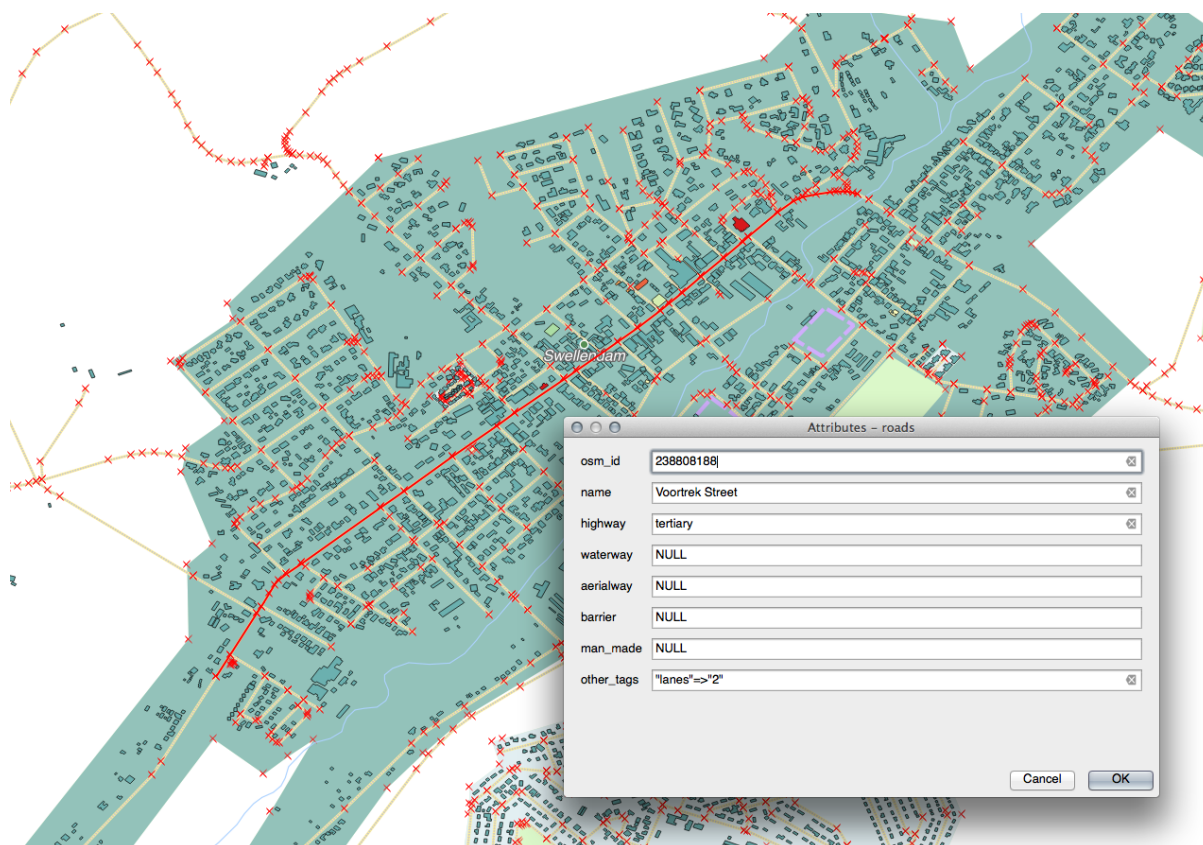 Swellendam
Attributes – roads
osm_id 238808188
name Voortrek Street
highway tertiary
waterway NULL
aerialway NULL
barrier NULL
man_made NULL
other_tags "lanes"=>"2"
Cancel OK